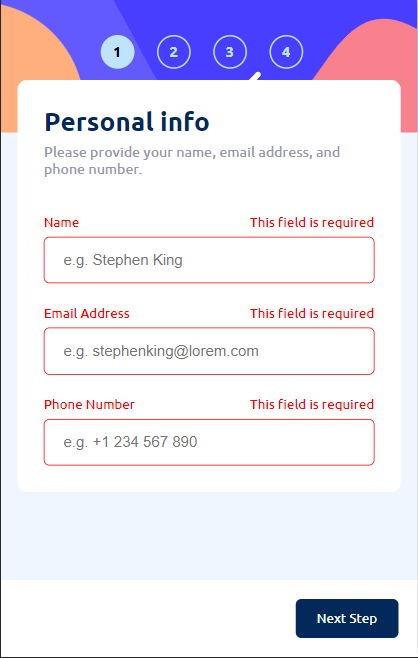 1 2 3 4
Personal info
Please provide your name, email address, and
phone number.
Name This field is required
e.g. Stephen King
Email Address This field is required
e.g. stephenking@lorem.com
Phone Number This field is required
e.g. +1 234 567 890
Next Step